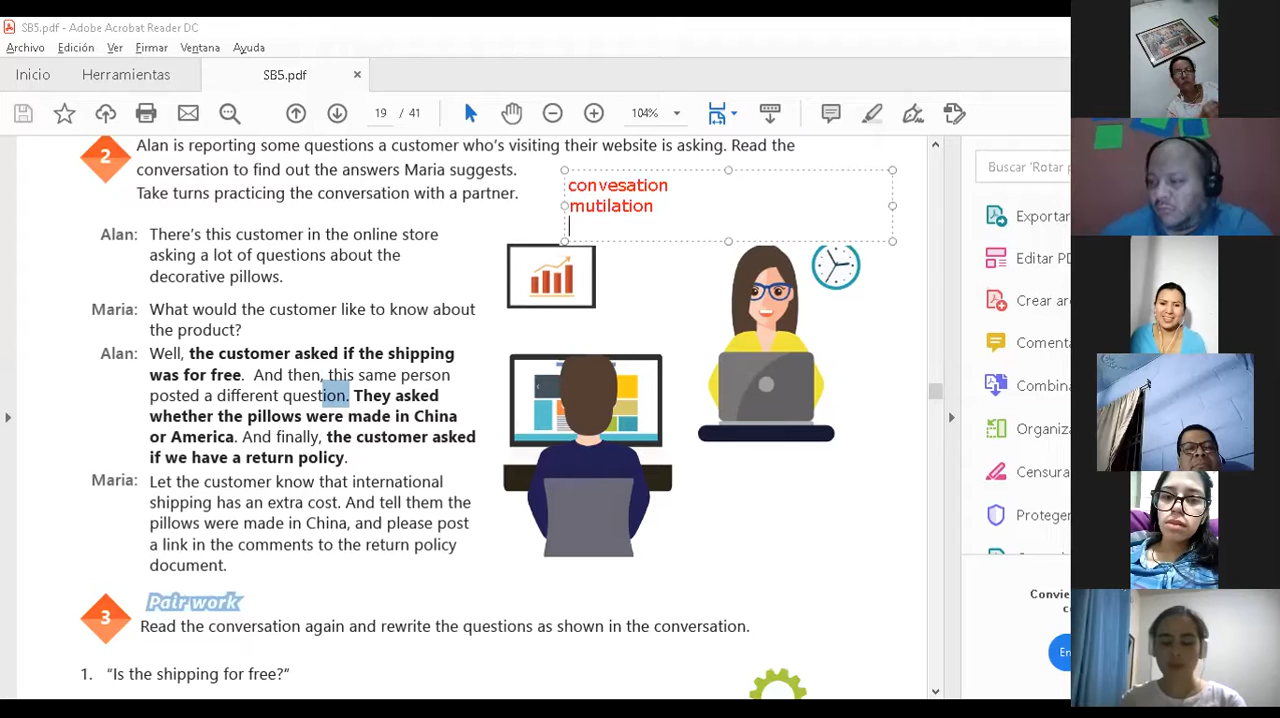 SB5.pdf - Adobe Acrobat Reader DC
Archivo Edición Ver Firmar Ventana Ayuda
Inicio Herramientas SB5.pdf ×
19 / 41 104%
2 Alan is reporting some questions a customer who's visiting their website is asking. Read the
conversation to find out the answers Maria suggests.
Take turns practicing the conversation with a partner.
convesation
mutilation
Alan: There's this customer in the online store
asking a lot of questions about the
decorative pillows.
Maria: What would the customer like to know about
the product?
Alan: Well, the customer asked if the shipping
was for free. And then, this same person
posted a different question. They asked
whether the pillows were made in China
or America. And finally, the customer asked
if we have a return policy.
Maria: Let the customer know that international
shipping has an extra cost. And tell them the
pillows were made in China, and please post
a link in the comments to the return policy
document.
3 Pair work
Read the conversation again and rewrite the questions as shown in the conversation.
1. "Is the shipping for free?"
Buscar 'Rotar
Exportar
Editar PD
Crear ar
Comenta
Combina
Organiza
Censura
Proteger
Convie
En